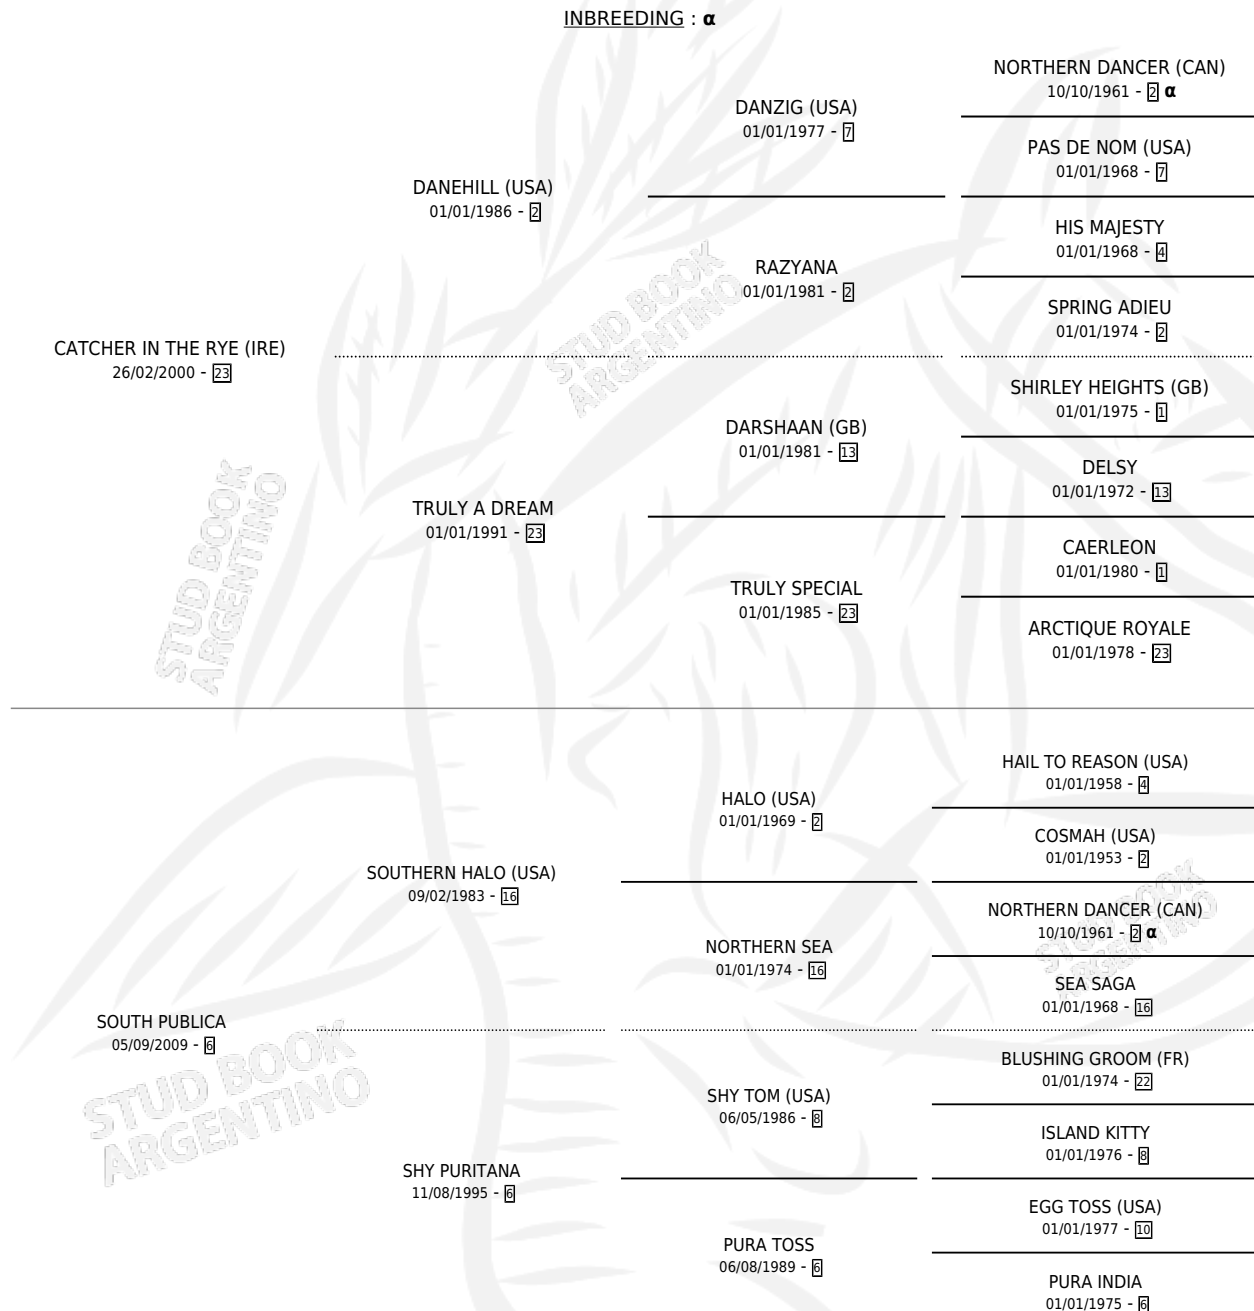 INBREEDING : α
NORTHERN DANCER (CAN)
10/10/1961 - 2 α
DANZIG (USA)
01/01/1977 - 7
PAS DE NOM (USA)
01/01/1968 - 7
DANEHILL (USA)
01/01/1986 - 2
HIS MAJESTY
01/01/1968 - 4
RAZYANA
01/01/1981 - 2
SPRING ADIEU
01/01/1974 - 2
CATCHER IN THE RYE (IRE)
26/02/2000 - 23
SHIRLEY HEIGHTS (GB)
01/01/1975 - 1
DARSHAAN (GB)
01/01/1981 - 13
DELSY
01/01/1972 - 13
TRULY A DREAM
01/01/1991 - 23
CAERLEON
01/01/1980 - 1
TRULY SPECIAL
01/01/1985 - 23
ARCTIQUE ROYALE
01/01/1978 - 23
HAIL TO REASON (USA)
01/01/1958 - 4
HALO (USA)
01/01/1969 - 2
COSMAH (USA)
01/01/1953 - 2
SOUTHERN HALO (USA)
09/02/1983 - 16
NORTHERN DANCER (CAN)
10/10/1961 - 2 α
NORTHERN SEA
01/01/1974 - 16
SEA SAGA
01/01/1968 - 16
SOUTH PUBLICA
05/09/2009 - 6
BLUSHING GROOM (FR)
01/01/1974 - 22
SHY TOM (USA)
06/05/1986 - 8
ISLAND KITTY
01/01/1976 - 8
SHY PURITANA
11/08/1995 - 6
EGG TOSS (USA)
01/01/1977 - 10
PURA TOSS
06/08/1989 - 6
PURA INDIA
01/01/1975 - 6
STUD BOOK
ARGENTINO
STUD BOOK
ARGENTINO
STUD BOOK
ARGENTINO
STUD BOOK
ARGENTINO